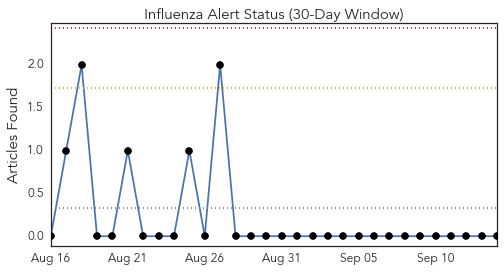 Influenza Alert Status (30-Day Window)
Articles Found
2.0
1.5
1.0
0.5
0.0
Aug 16 Aug 21 Aug 26 Aug 31 Sep 05 Sep 10